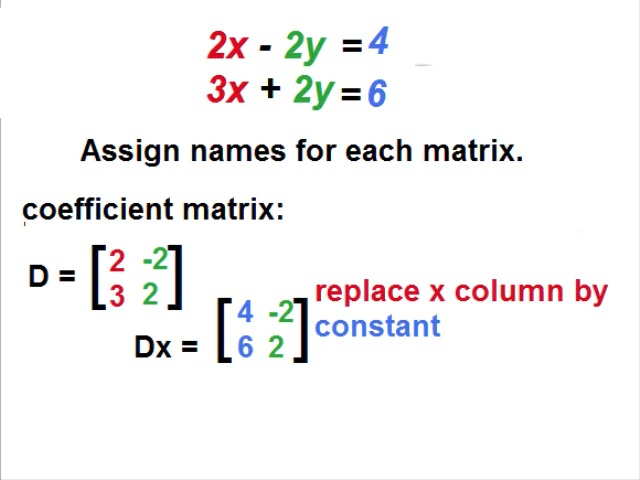 2x - 2y = 4
3x + 2y = 6
Assign names for each matrix.
coefficient matrix:
D = [2 -2
3 2]
Dx = [4 -2
6 2]
replace x column by
constant